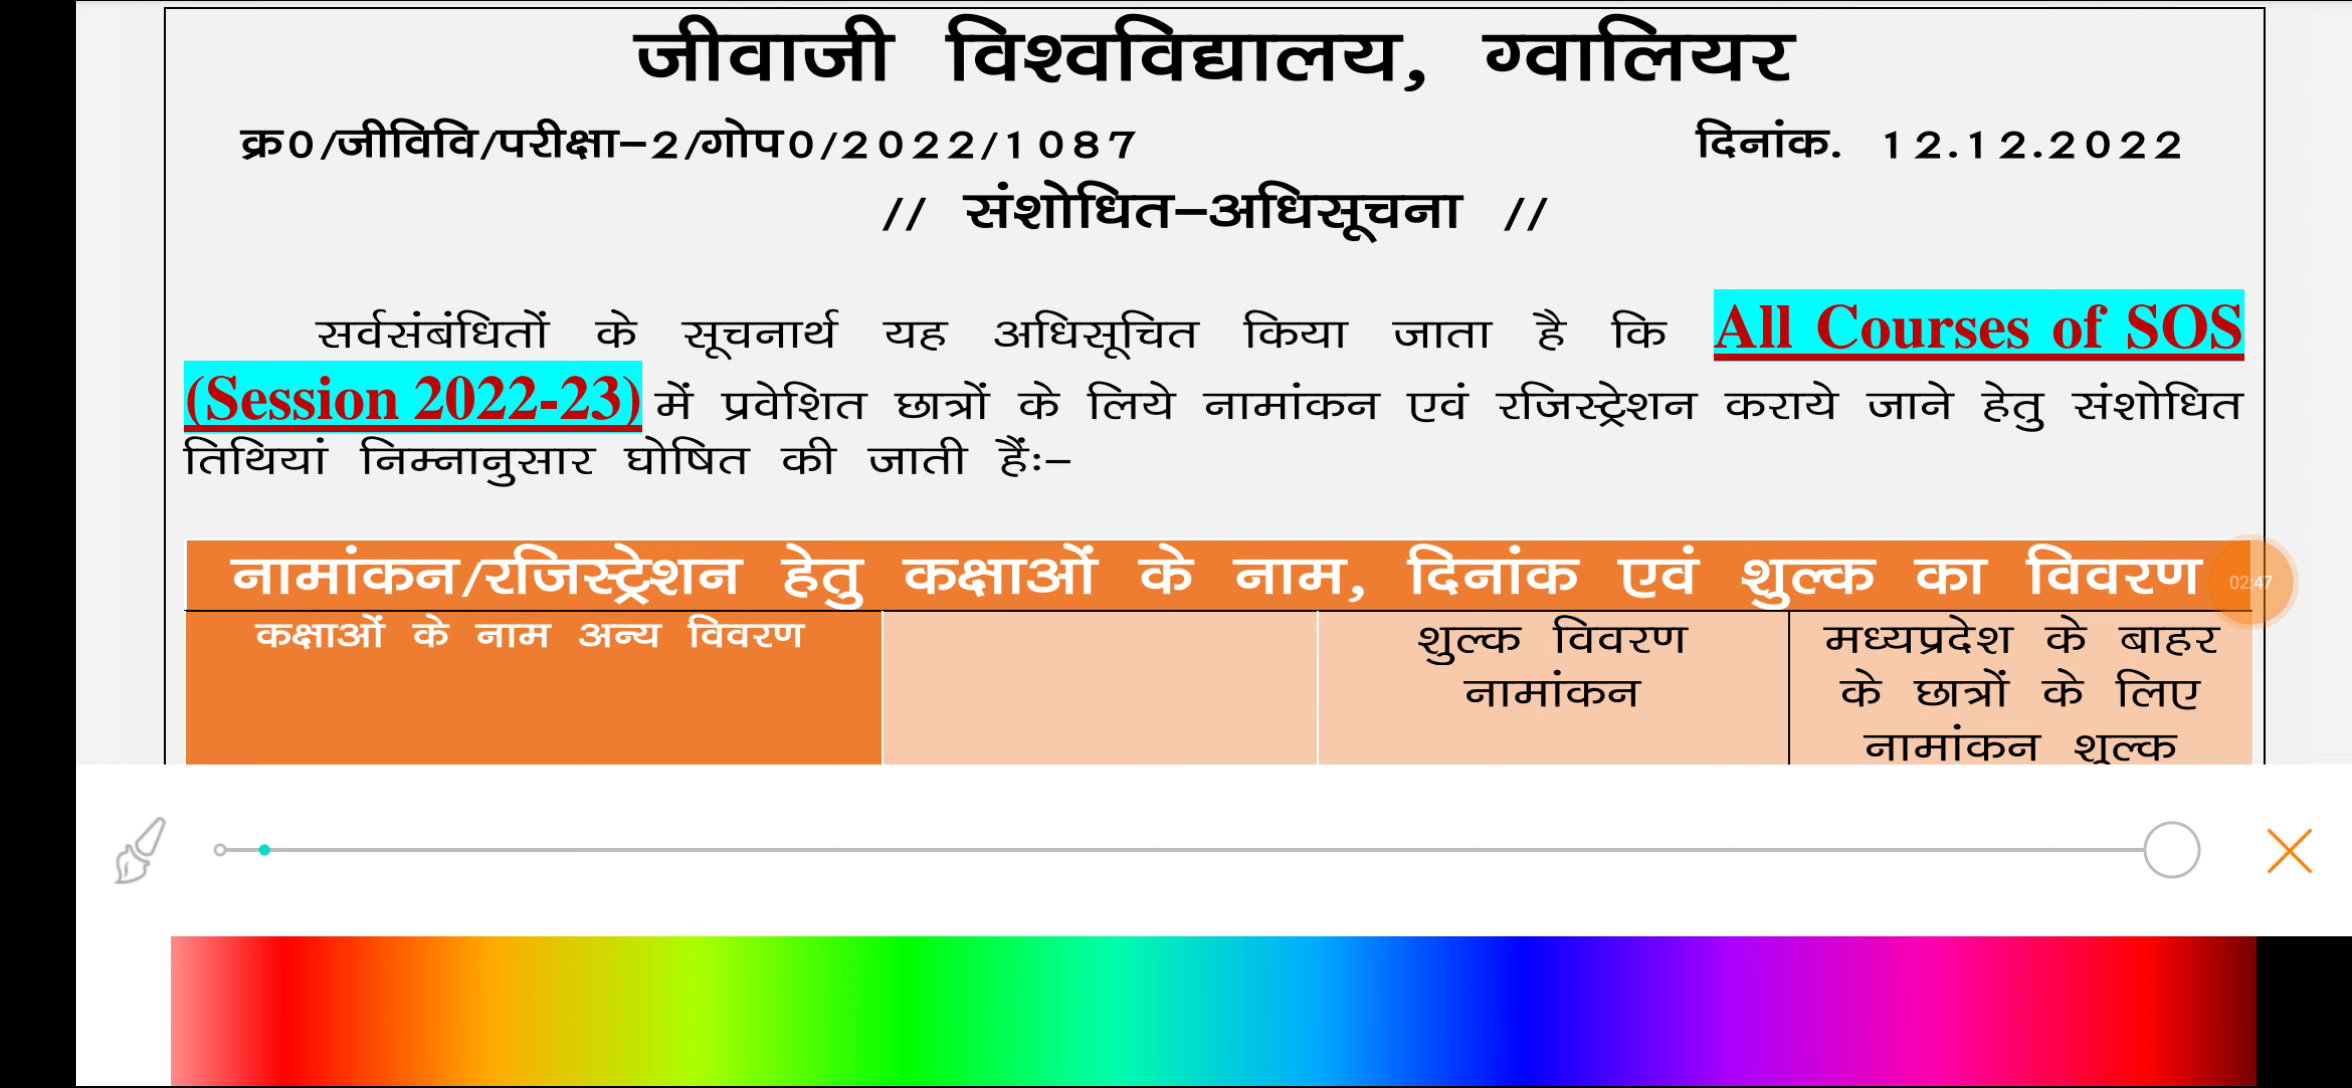 जीवाजी विश्वविद्यालय, ग्वालियर
क्र0/जीविवि/परीक्षा–2/गोप0/2022/1087 दिनांक. 12.12.2022
// संशोधित–अधिसूचना //
सर्वसंबंधितों के सूचनार्थ यह अधिसूचित किया जाता है कि All Courses of SOS
(Session 2022-23) में प्रवेशित छात्रों के लिये नामांकन एवं रजिस्ट्रेशन कराये जाने हेतु संशोधित
तिथियां निम्नानुसार घोषित की जाती हैंः–
नामांकन/रजिस्ट्रेशन हेतु कक्षाओं के नाम, दिनांक एवं शुल्क का विवरण
02:47
कक्षाओं के नाम अन्य विवरण
शुल्क विवरण
नामांकन
मध्यप्रदेश के बाहर
के छात्रों के लिए
नामांकन शुल्क